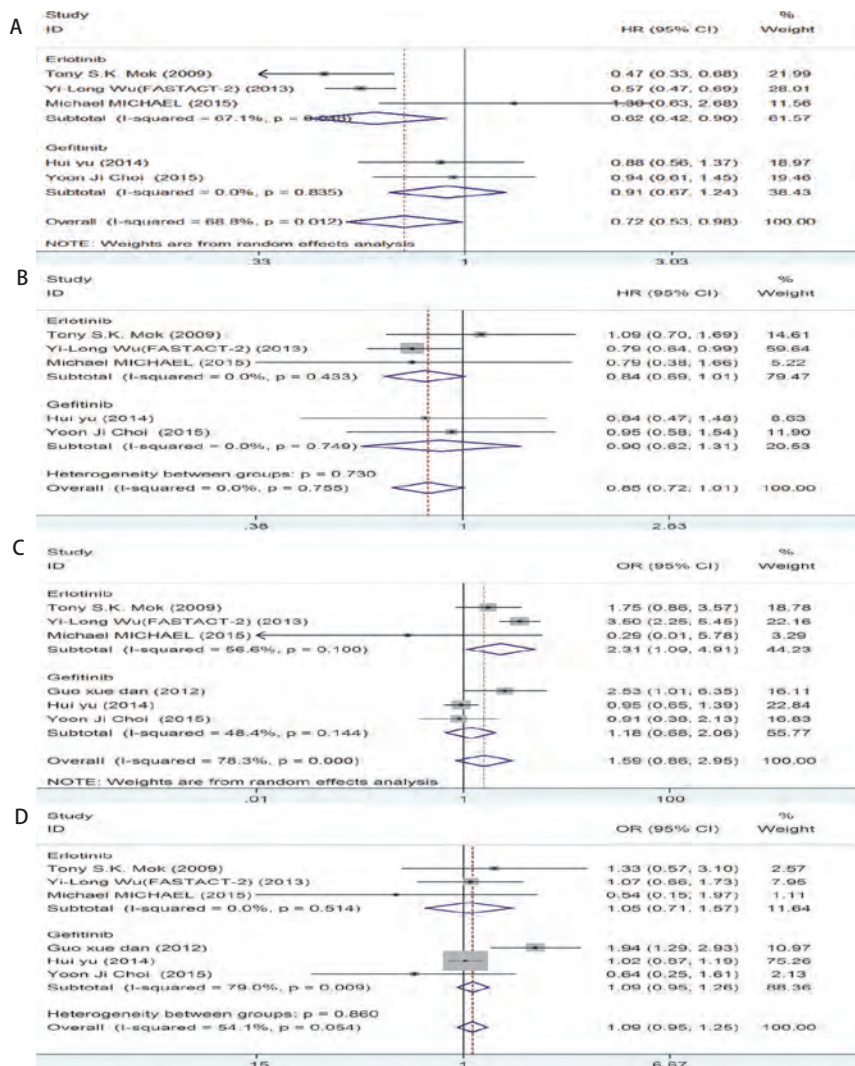 A
Study %
ID HR (95% CI) Weight
Erlotinib
Tony S.K. Mok (2009) 0.47 (0.33, 0.68) 21.99
Yi-Long Wu(FASTACT-2) (2013) 0.57 (0.47, 0.69) 28.01
Michael MICHAEL (2015) 1.30 (0.63, 2.68) 11.56
Subtotal (I-squared = 67.1%, p = 0.62 (0.42, 0.90) 61.57
Gefitinib
Hui yu (2014) 0.88 (0.56, 1.37) 18.97
Yoon Ji Choi (2015) 0.94 (0.61, 1.45) 19.46
Subtotal (I-squared = 0.0%, p = 0.835) 0.91 (0.67, 1.24) 38.43
Overall (I-squared = 68.8%, p = 0.012) 0.72 (0.53, 0.98) 100.00
NOTE: Weights are from random effects analysis
.33 1 3.03
B
Study %
ID HR (95% CI) Weight
Erlotinib
Tony S.K. Mok (2009) 1.09 (0.70, 1.69) 14.61
Yi-Long Wu(FASTACT-2) (2013) 0.79 (0.64, 0.99) 59.64
Michael MICHAEL (2015) 0.79 (0.38, 1.66) 5.22
Subtotal (I-squared = 0.0%, p = 0.433) 0.84 (0.69, 1.01) 79.47
Gefitinib
Hui yu (2014) 0.84 (0.47, 1.48) 8.63
Yoon Ji Choi (2015) 0.95 (0.58, 1.54) 11.90
Subtotal (I-squared = 0.0%, p = 0.749) 0.90 (0.62, 1.31) 20.53
Heterogeneity between groups: p = 0.730
Overall (I-squared = 0.0%, p = 0.755) 0.85 (0.72, 1.01) 100.00
.38 1 2.63
C
Study %
ID OR (95% CI) Weight
Erlotinib
Tony S.K. Mok (2009) 1.75 (0.86, 3.57) 18.78
Yi-Long Wu(FASTACT-2) (2013) 3.50 (2.25, 5.45) 22.16
Michael MICHAEL (2015) 0.29 (0.01, 5.78) 3.29
Subtotal (I-squared = 56.6%, p = 0.100) 2.31 (1.09, 4.91) 44.23
Gefitinib
Guo xue dan (2012) 2.53 (1.01, 6.35) 16.11
Hui yu (2014) 0.95 (0.65, 1.39) 22.84
Yoon Ji Choi (2015) 0.91 (0.38, 2.13) 16.83
Subtotal (I-squared = 48.4%, p = 0.144) 1.18 (0.68, 2.06) 55.77
Overall (I-squared = 78.3%, p = 0.000) 1.59 (0.86, 2.95) 100.00
NOTE: Weights are from random effects analysis
.01 1 100
D
Study %
ID OR (95% CI) Weight
Erlotinib
Tony S.K. Mok (2009) 1.33 (0.57, 3.10) 2.57
Yi-Long Wu(FASTACT-2) (2013) 1.07 (0.66, 1.73) 7.95
Michael MICHAEL (2015) 0.54 (0.15, 1.97) 1.11
Subtotal (I-squared = 0.0%, p = 0.514) 1.05 (0.71, 1.57) 11.64
Gefitinib
Guo xue dan (2012) 1.94 (1.29, 2.93) 10.97
Hui yu (2014) 1.02 (0.87, 1.19) 75.26
Yoon Ji Choi (2015) 0.64 (0.25, 1.61) 2.13
Subtotal (I-squared = 79.0%, p = 0.009) 1.09 (0.95, 1.26) 88.36
Heterogeneity between groups: p = 0.860
Overall (I-squared = 54.1%, p = 0.054) 1.09 (0.95, 1.25) 100.00
.15 1 6.67